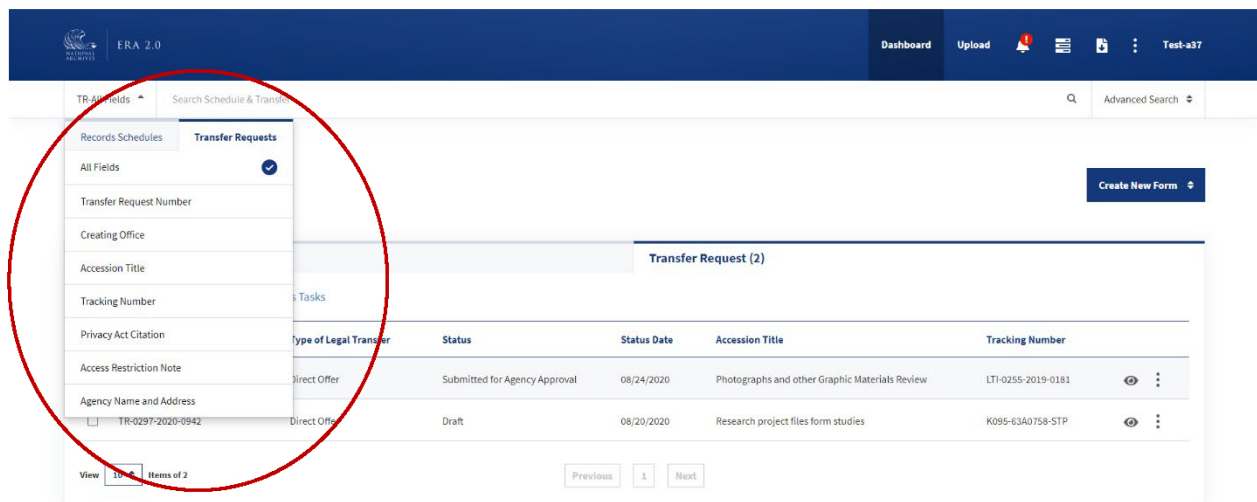 NATIONAL ARCHIVES
ERA 2.0
Dashboard Upload ! Test-a37
TR-All Fields Search Schedule & Transfer Advanced Search
Records Schedules Transfer Requests
All Fields
Transfer Request Number
Creating Office
Accession Title
Tracking Number
Privacy Act Citation
Access Restriction Note
Agency Name and Address
Create New Form
Transfer Request (2)
s Tasks
Type of Legal Transfer Status Status Date Accession Title Tracking Number
Direct Offer Submitted for Agency Approval 08/24/2020 Photographs and other Graphic Materials Review LTI-0255-2019-0181
TR-0297-2020-0942 Direct Offer Draft 08/20/2020 Research project files form studies K095-63A0758-STP
View 10 Items of 2 Previous 1 Next